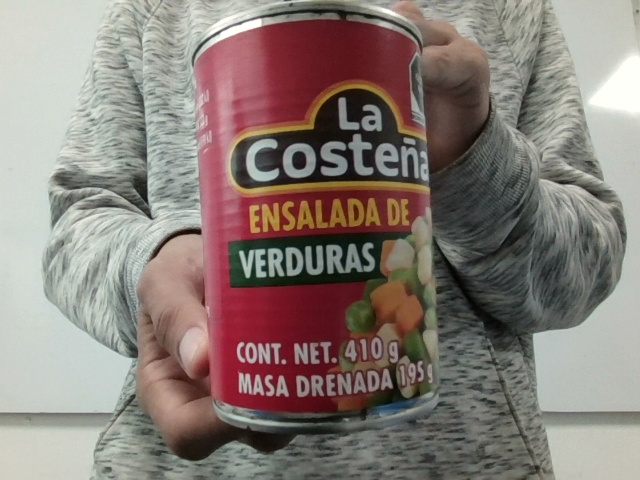 La
Costeña
ENSALADA DE
VERDURAS
CONT. NET. 410 g
MASA DRENADA 195 g